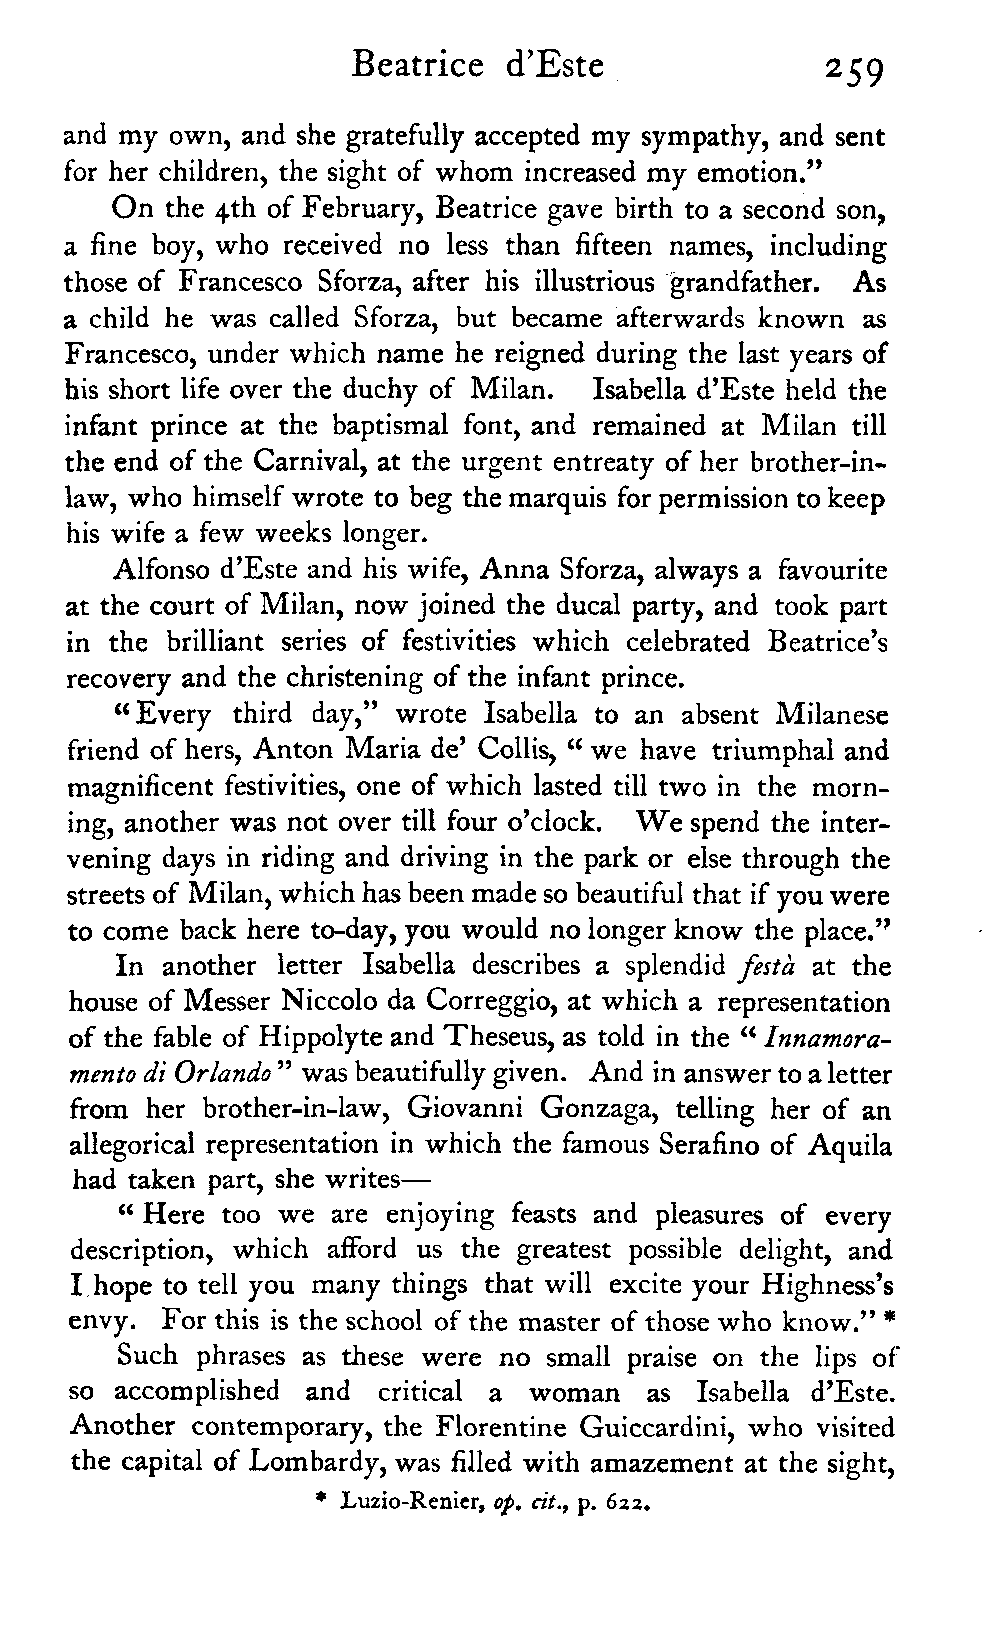 Beatrice d'Este 259
and my own, and she gratefully accepted my sympathy, and sent
for her children, the sight of whom increased my emotion."
On the 4th of February, Beatrice gave birth to a second son,
a fine boy, who received no less than fifteen names, including
those of Francesco Sforza, after his illustrious grandfather. As
a child he was called Sforza, but became afterwards known as
Francesco, under which name he reigned during the last years of
his short life over the duchy of Milan. Isabella d'Este held the
infant prince at the baptismal font, and remained at Milan till
the end of the Carnival, at the urgent entreaty of her brother-in-
law, who himself wrote to beg the marquis for permission to keep
his wife a few weeks longer.
Alfonso d'Este and his wife, Anna Sforza, always a favourite
at the court of Milan, now joined the ducal party, and took part
in the brilliant series of festivities which celebrated Beatrice's
recovery and the christening of the infant prince.
"Every third day," wrote Isabella to an absent Milanese
friend of hers, Anton Maria de' Collis, "we have triumphal and
magnificent festivities, one of which lasted till two in the morn-
ing, another was not over till four o'clock. We spend the inter-
vening days in riding and driving in the park or else through the
streets of Milan, which has been made so beautiful that if you were
to come back here to-day, you would no longer know the place."
In another letter Isabella describes a splendid festà at the
house of Messer Niccolo da Correggio, at which a representation
of the fable of Hippolyte and Theseus, as told in the "Innamora-
mento di Orlando" was beautifully given. And in answer to a letter
from her brother-in-law, Giovanni Gonzaga, telling her of an
allegorical representation in which the famous Serafino of Aquila
had taken part, she writes—
"Here too we are enjoying feasts and pleasures of every
description, which afford us the greatest possible delight, and
I hope to tell you many things that will excite your Highness's
envy. For this is the school of the master of those who know." *
Such phrases as these were no small praise on the lips of
so accomplished and critical a woman as Isabella d'Este.
Another contemporary, the Florentine Guiccardini, who visited
the capital of Lombardy, was filled with amazement at the sight,
* Luzio-Renier, op. cit., p. 622.